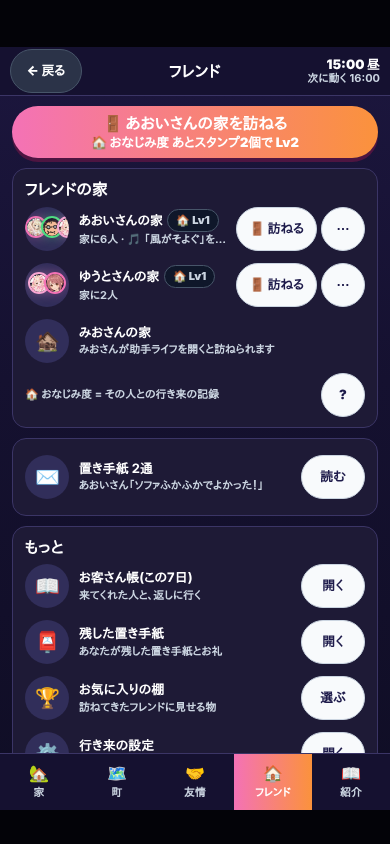 ← 戻る
フレンド
15:00 昼
次に動く 16:00
🚪 あおいさんの家を訪ねる
🏠 おなじみ度 あとスタンプ2個で Lv2
フレンドの家
あおいさんの家 🏠 Lv1
家に6人 · 🎵 「風がそよぐ」を...
🚪 訪ねる
...
ゆうとさんの家 🏠 Lv1
家に2人
🚪 訪ねる
...
みおさんの家
みおさんが助手ライフを開くと訪ねられます
🏠 おなじみ度 = その人との行き来の記録
?
置き手紙 2通
あおいさん「ソファふかふかでよかった!」
読む
もっと
お客さん帳(この7日)
来てくれた人と、返しに行く
開く
残した置き手紙
あなたが残した置き手紙とお礼
開く
お気に入りの棚
訪ねてきたフレンドに見せる物
選ぶ
行き来の設定
開く
家
町
友情
フレンド
紹介